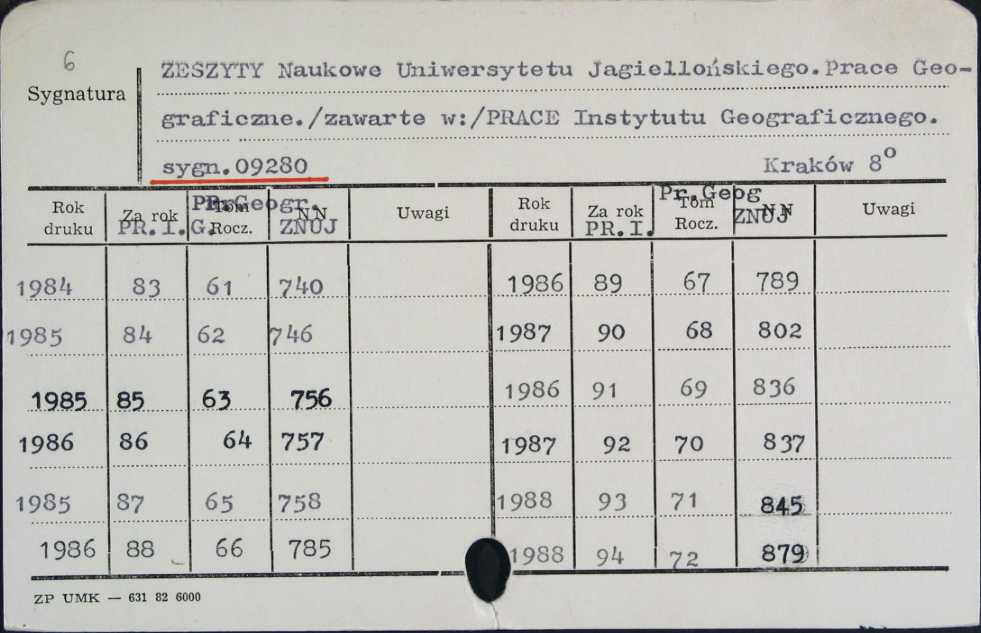 6
ZESZYTY Naukowe Uniwersytetu Jagiellońskiego.Prace Geo-
Sygnatura
graficzne./zawarte w:/PRACE Instytutu Geograficznego.
sygn.09280 Kraków 8º
Rok druku Za rok PR.I.G. Tom Rocz. Pr.Geogr. NN ZNUJ Uwagi Rok druku Za rok PR.I. Tom Rocz. Pr.Geog NN ZNUJ Uwagi
1984 83 61 740 1986 89 67 789
1985 84 62 746 1987 90 68 802
1985 85 63 756 1986 91 69 836
1986 86 64 757 1987 92 70 837
1985 87 65 758 1988 93 71 845
1986 88 66 785 1988 94 72 879
ZP UMK — 631 82 6000